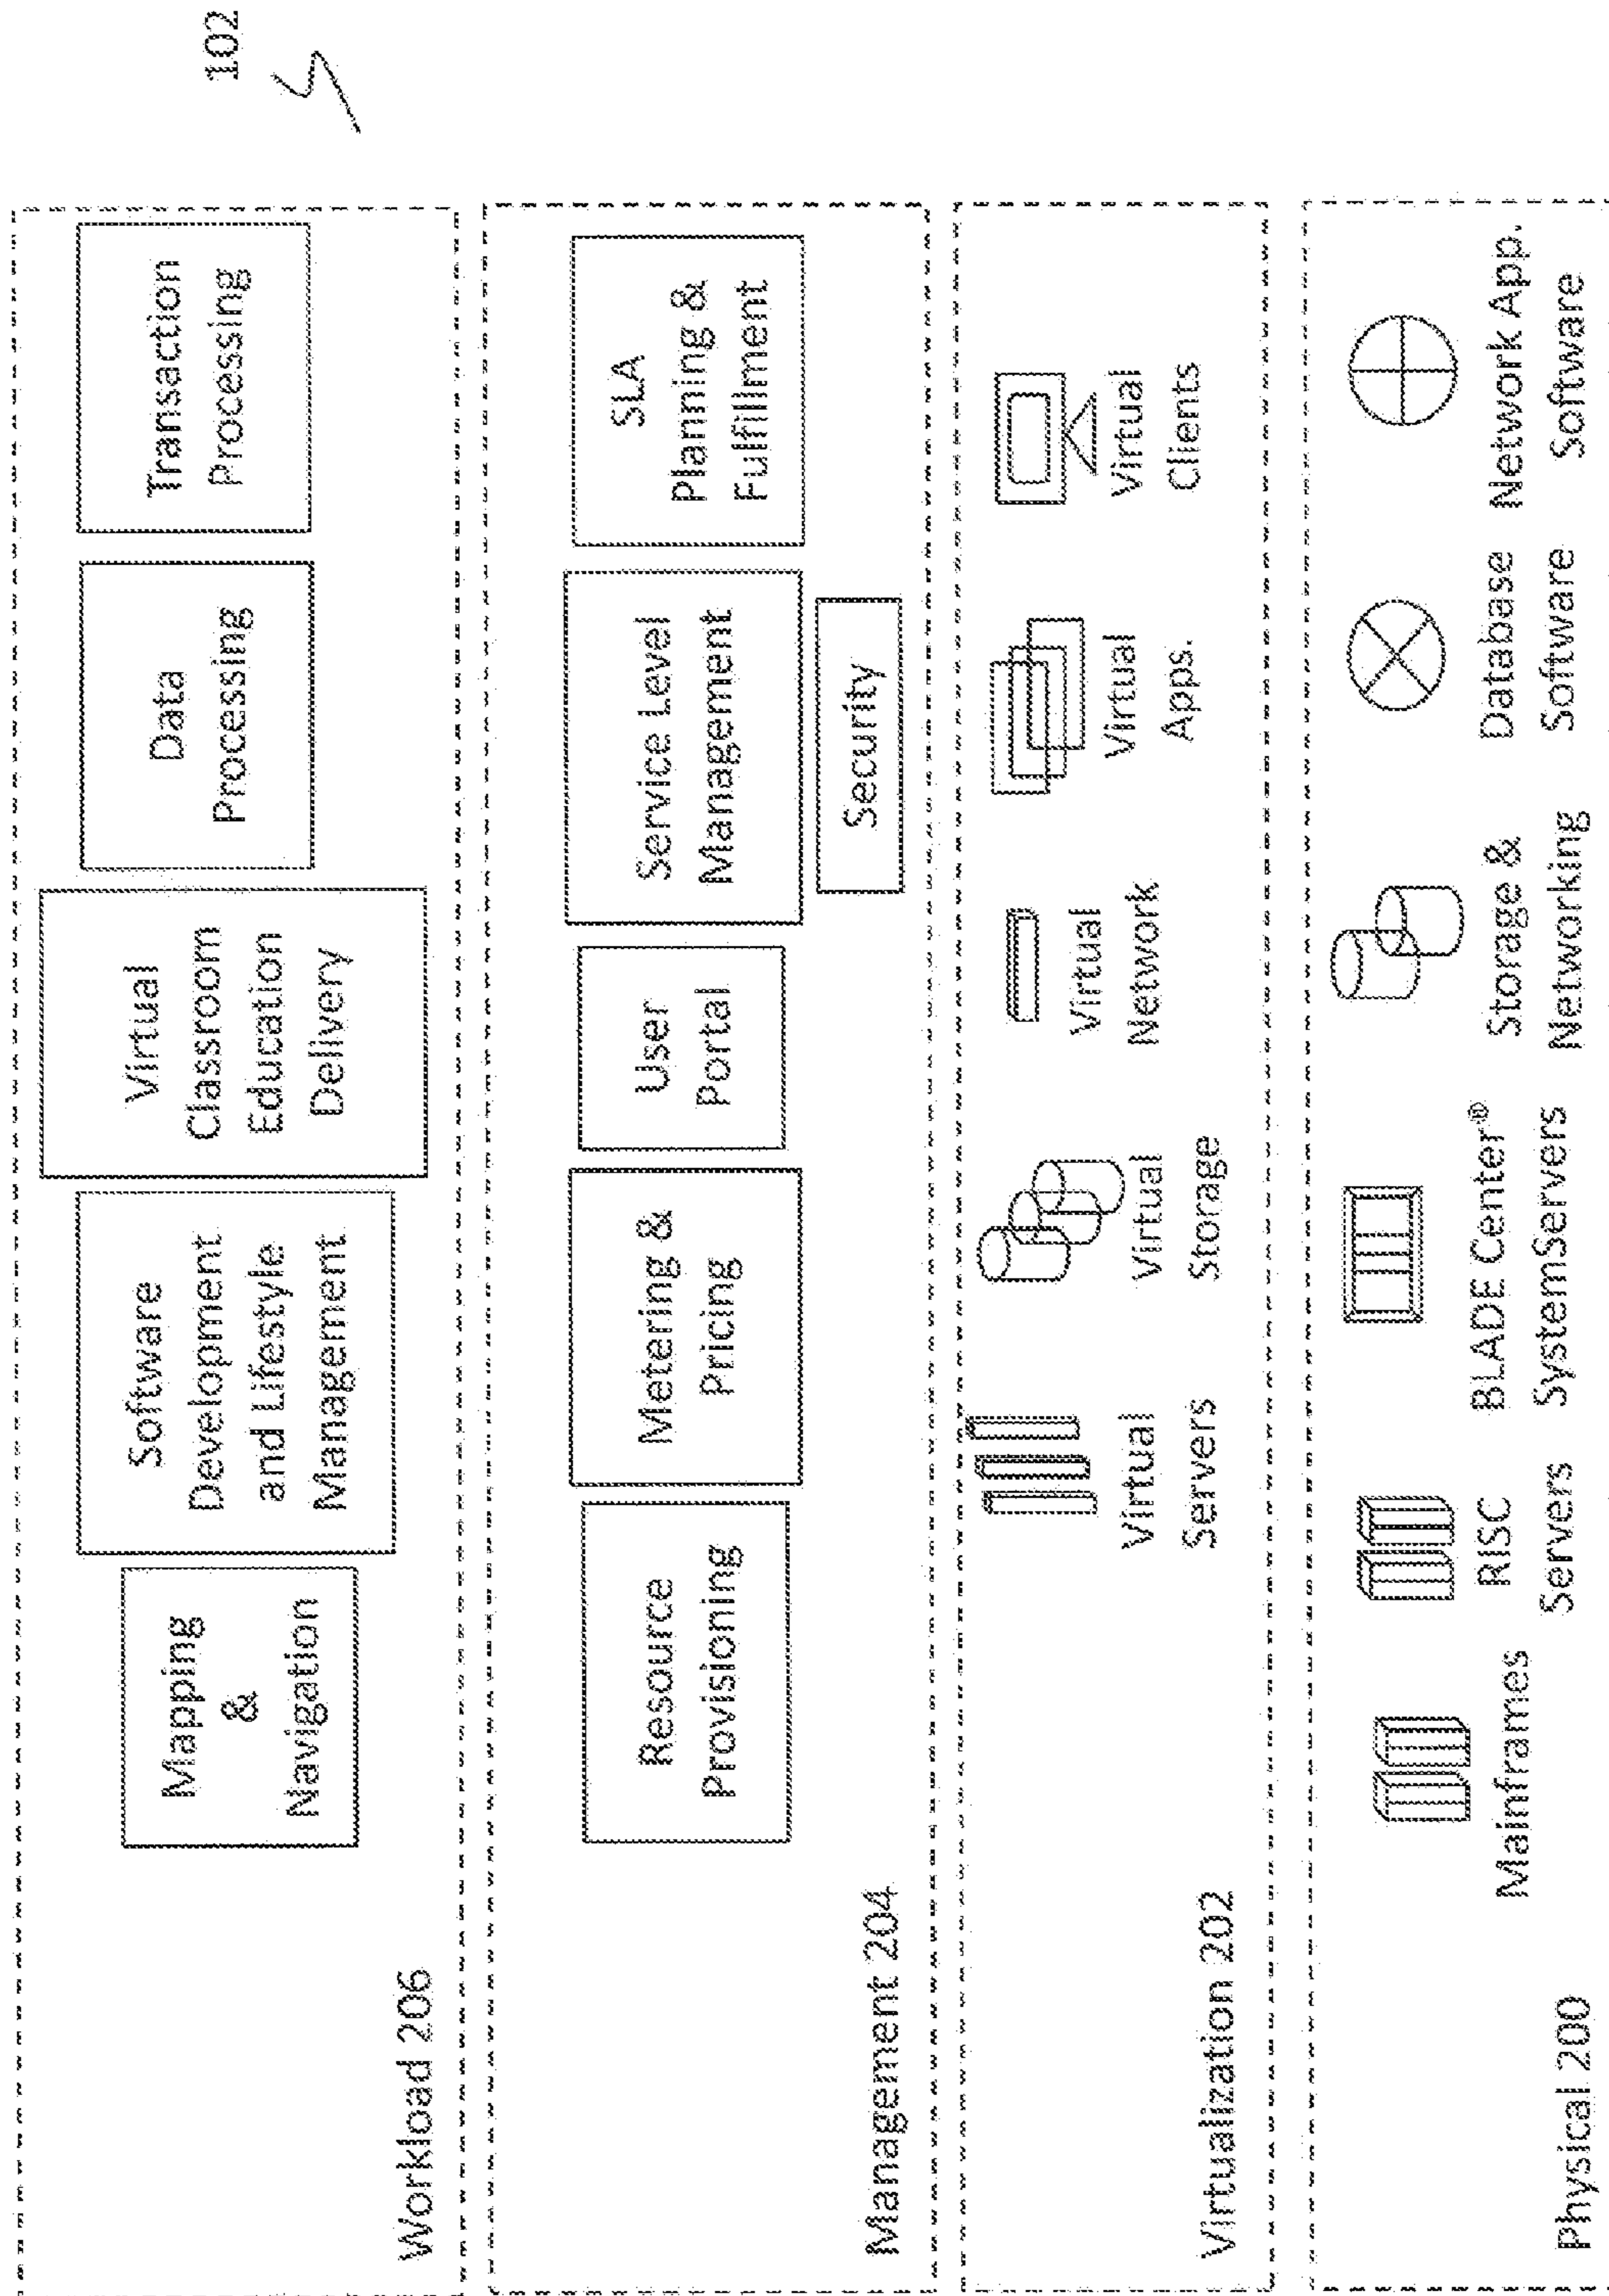 102
Mapping
&
Navigation
Software
Development
and Lifestyle
Management
Virtual
Classroom
Education
Delivery
Data
Processing
Transaction
Processing
Workload 206
Resource
Provisioning
Metering &
Pricing
User
Portal
Service Level
Management
SLA
Planning &
Fulfillment
Security
Management 204
Virtual
Servers
Virtual
Storage
Virtual
Network
Virtual
Apps.
Virtual
Clients
Virtualization 202
Mainframes
RISC
Servers
BLADE Center®
SystemServers
Storage &
Networking
Database
Software
Network App.
Software
Physical 200